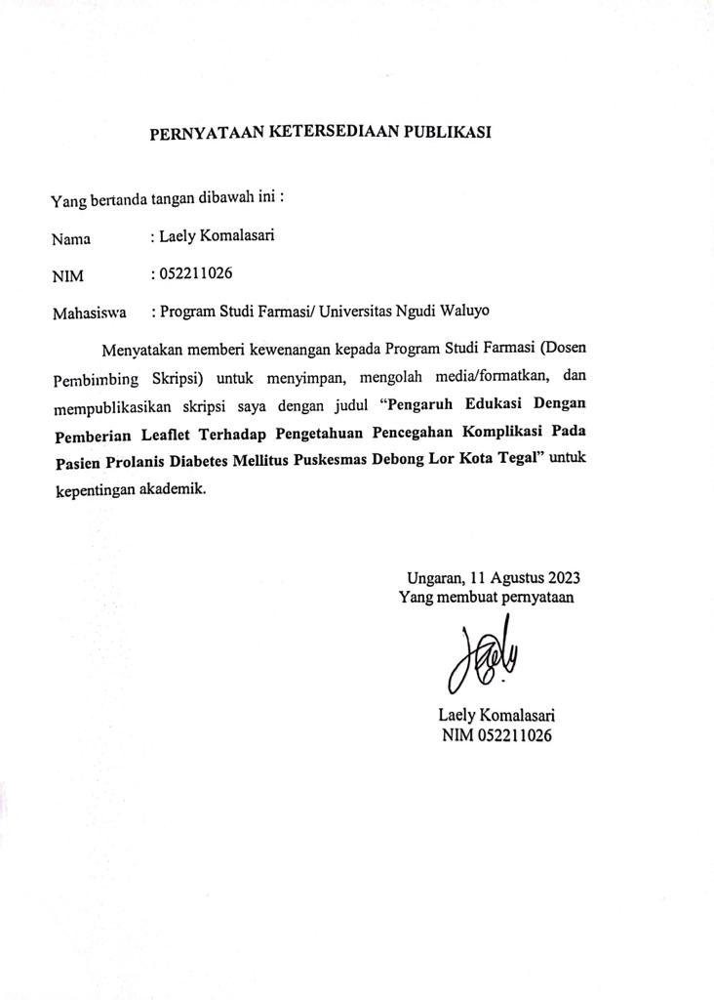 PERNYATAAN KETERSEDIAAN PUBLIKASI
Yang bertanda tangan dibawah ini :
Nama : Laely Komalasari
NIM : 052211026
Mahasiswa : Program Studi Farmasi/ Universitas Ngudi Waluyo
Menyatakan memberi kewenangan kepada Program Studi Farmasi (Dosen
Pembimbing Skripsi) untuk menyimpan, mengolah media/formatkan, dan
mempublikasikan skripsi saya dengan judul “Pengaruh Edukasi Dengan
Pemberian Leaflet Terhadap Pengetahuan Pencegahan Komplikasi Pada
Pasien Prolanis Diabetes Mellitus Puskesmas Debong Lor Kota Tegal” untuk
kepentingan akademik.
Ungaran, 11 Agustus 2023
Yang membuat pernyataan
Laely Komalasari
NIM 052211026